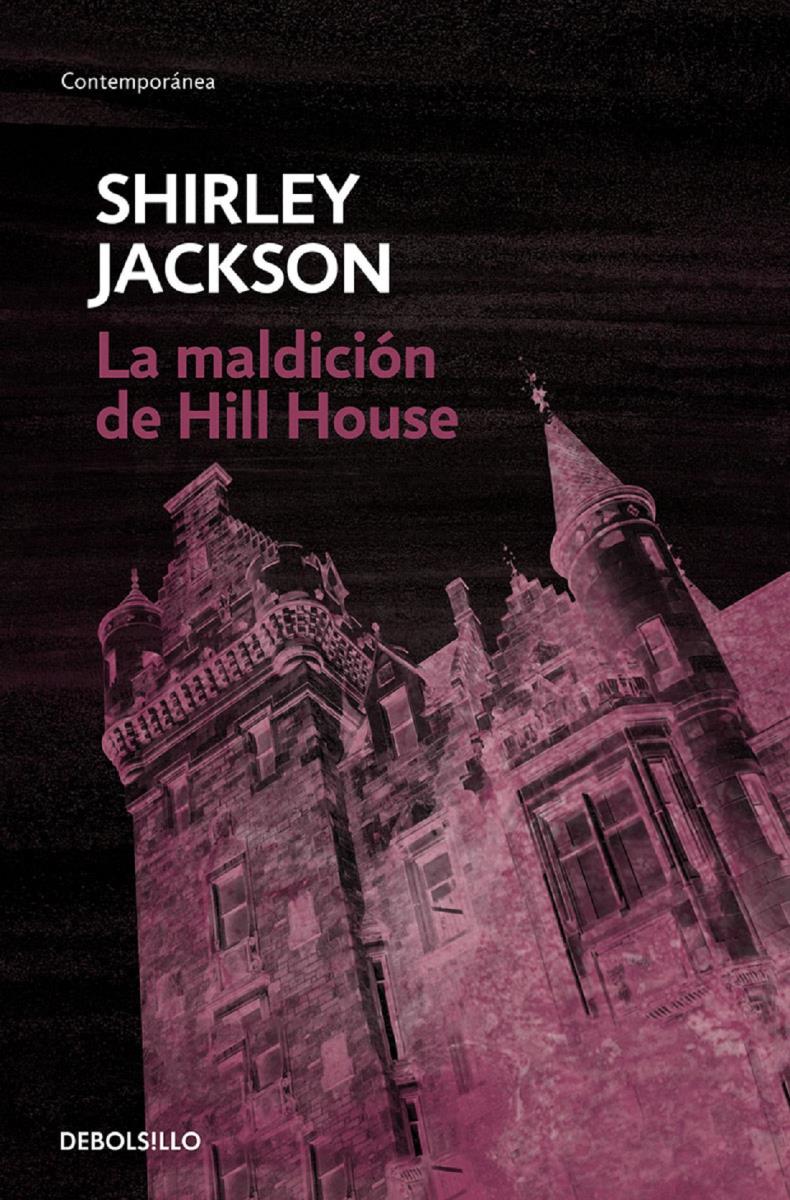 Contemporánea
SHIRLEY
JACKSON
La maldición
de Hill House
DEBOLS!LLO